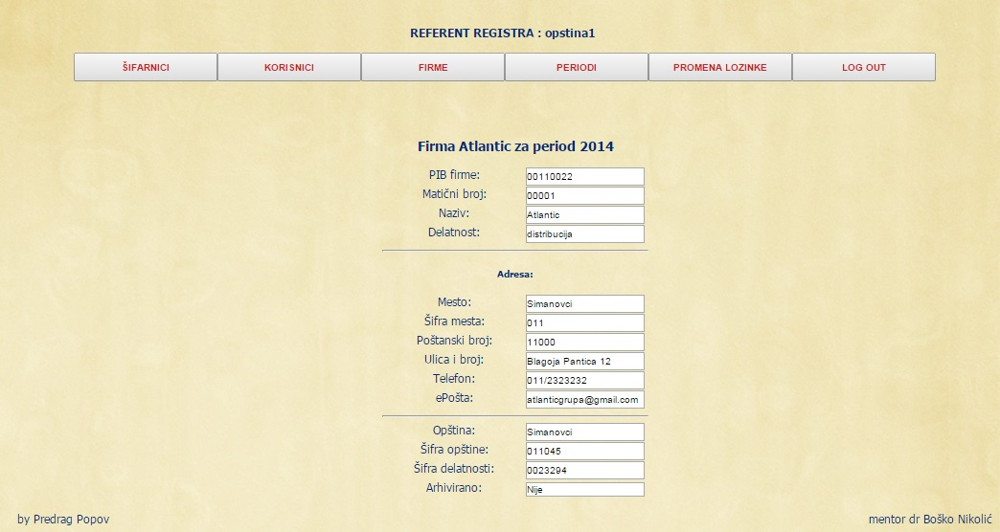 REFERENT REGISTRA : opstina1
ŠIFARNICI KORISNICI FIRME PERIODI PROMENA LOZINKE LOG OUT
Firma Atlantic za period 2014
PIB firme: 00110022
Matični broj: 00001
Naziv: Atlantic
Delatnost: distribucija
Adresa:
Mesto: Simanovci
Šifra mesta: 011
Poštanski broj: 11000
Ulica i broj: Blagoja Pantica 12
Telefon: 011/2323232
ePošta: atlanticgrupa@gmail.com
Opština: Simanovci
Šifra opštine: 011045
Šifra delatnosti: 0023294
Arhivirano: Nije
by Predrag Popov mentor dr Boško Nikolić